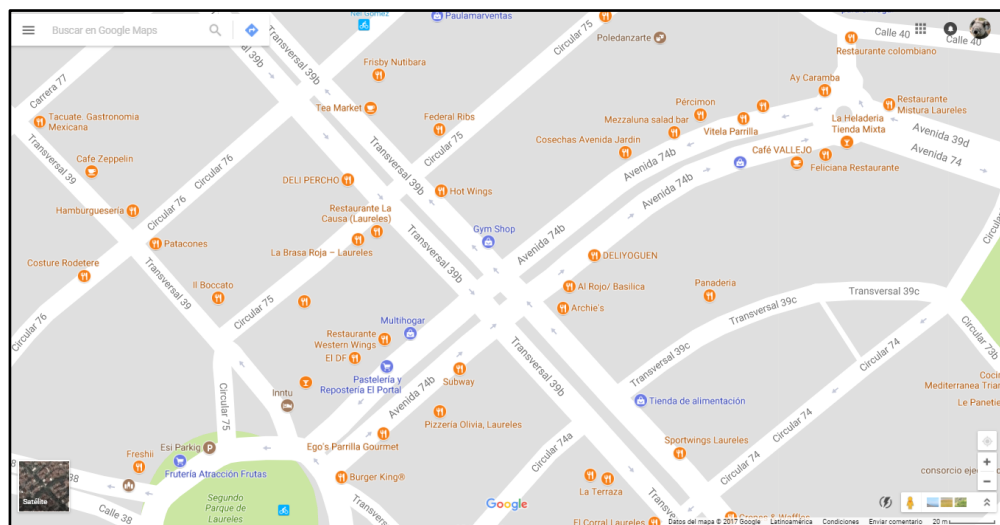 Buscar en Google Maps
Nel Gómez
Paulamarventas
Circular 75
Poledanzarte
Calle 40
Calle 40
Restaurante colombiano
Transversal 39b
Transversal 39b
Carrera 77
Frisby Nutibara
Ay Caramba
Tea Market
Pércimon
Restaurante
Mistura Laureles
Tacuate. Gastronomia
Mexicana
Federal Ribs
Mezzaluna salad bar
Vitela Parrilla
La Heladería
Tienda Mixta
Avenida 39d
Cosechas Avenida Jardin
Circular 75
Avenida 74b
Café VALLEJO
Avenida 74
Cafe Zeppelin
Circular 76
Feliciana Restaurante
Transversal 39
DELI PERCHO
Hot Wings
Avenida 74b
Hamburgueseria
Circular 76
Restaurante La
Causa (Laureles)
Gym Shop
Avenida 74b
Patacones
La Brasa Roja – Laureles
Transversal 39b
DELIYOGUEN
Costure Rodetere
Transversal 39
Il Boccato
Al Rojo/ Basilica
Panaderia
Transversal 39c
Circular 75
Archie's
Transversal 39c
Circular 76
Multihogar
Restaurante
Western Wings
Transversal 39b
Transversal 39c
Circular 74
Circular 73b
El DF
Pastelería y
Repostería El Portal
Subway
Inntu
Avenida 74b
Tienda de alimentación
Circular 75
Pizzeria Olivia, Laureles
Circular 74
Esi Parkig
Ego's Parrilla Gourmet
Circular 74a
Sportwings Laureles
Freshii
Frutería Atracción Frutas
Burger King®
La Terraza
Circular 74
Satélite
Segundo
Parque de
Laureles
Calle 38
Google
El Corral Laureles
Crepes & Waffles
Datos del mapa © 2017 Google
Latinoamérica
Condiciones
Enviar comentario
20 m